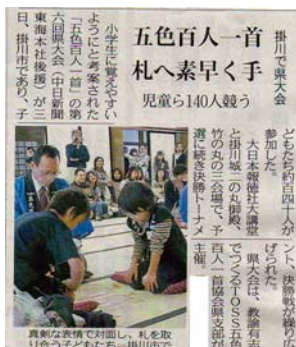 掛川で県大会
五色百人一首
札へ素早く手
児童ら140人競う
小学生に覚えやすい
ようにと考案された
「五色百人一首」の第
六回県大会（中日新聞
東海本社後援）が三
日、掛川市であり、子
どもたち約百四十人が
参加した。
大日本報徳社大講堂
と掛川城二の丸御殿、
竹の丸の三会場で、予
選に続き決勝トーナメ
ント、決勝戦が繰り広
げられた。
県大会は、教諭有志
でつくるTOSS五色
百人一首勝会県支部が
主催。
真剣な表情で対面し、札を取
り合う子どもたち＝掛川市で